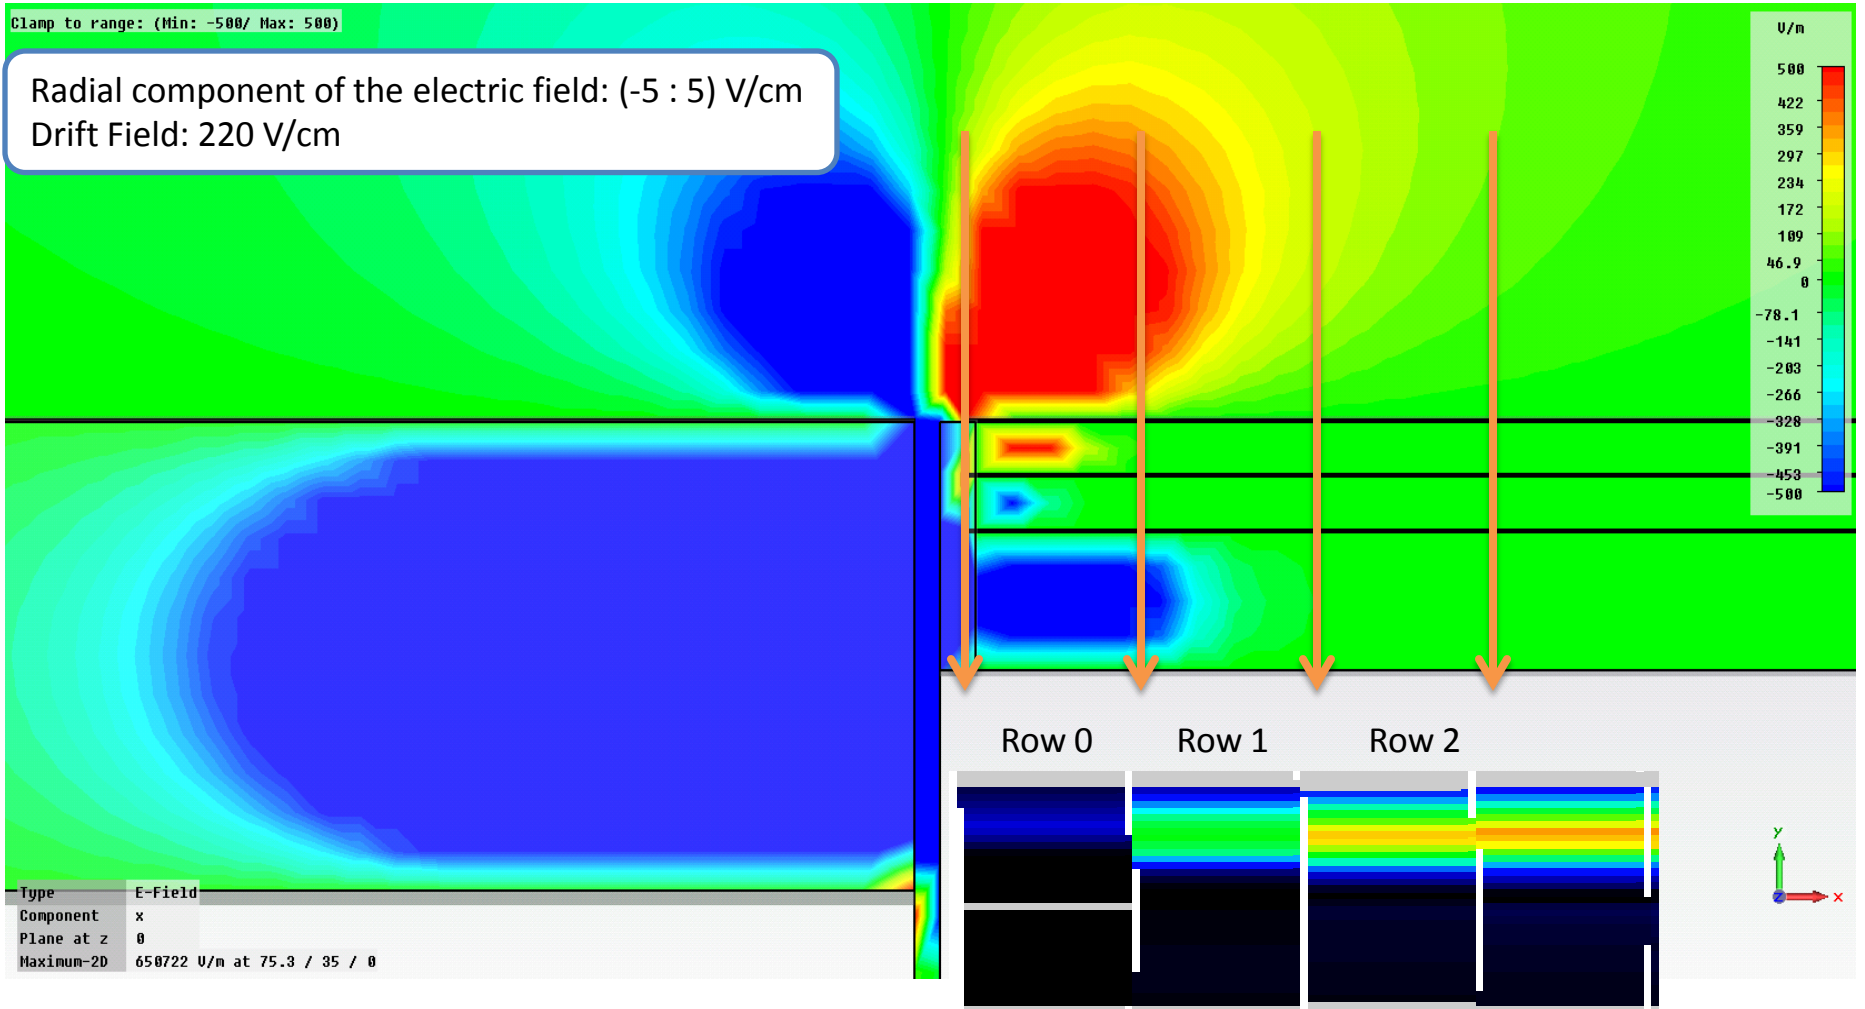 Clamp to range: (Min: -500/ Max: 500)
Radial component of the electric field: (-5 : 5) V/cm
Drift Field: 220 V/cm
V/m
500
422
359
297
234
172
109
46.9
0
-78.1
-141
-203
-266
-328
-391
-453
-500
Row 0 Row 1 Row 2
Type E-Field
Component x
Plane at z 0
Maximum-2D 650722 V/m at 75.3 / 35 / 0
y
z x